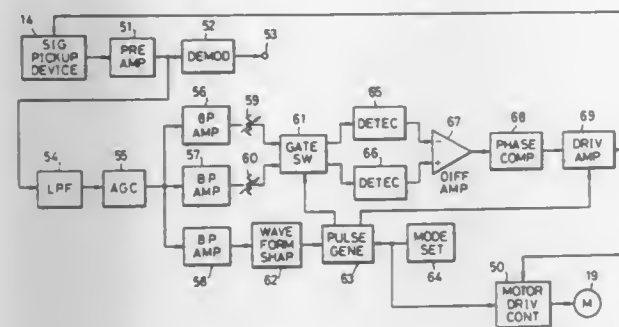 14
SIG
PICKUP
DEVICE
51
PRE
AMP
52
DEMOD
53
54
LPF
55
AGC
56
BP
AMP
57
BP
AMP
58
BP
AMP
59
60
61
GATE
SW
62
WAVE
FORM
SHAP
63
PULSE
GENE
64
MODE
SET
65
DETEC
66
DETEC
67
-
+
DIFF
AMP
68
PHASE
COMP
69
DRIV
AMP
50
MOTOR
DRIV
CONT
19
M